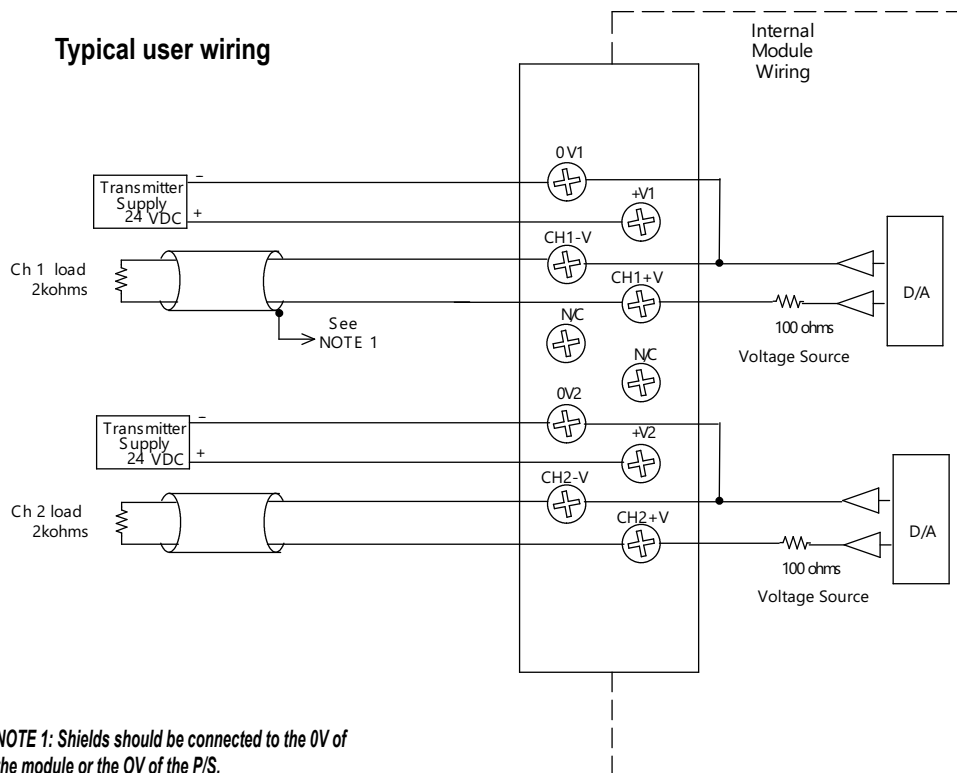 Typical user wiring
Internal
Module
Wiring
0V1
–
Transmitter
Supply
24 VDC
+
+V1
CH1-V
Ch 1 load
2kohms
CH1+V
D/A
See
NOTE 1
N/C
100 ohms
Voltage Source
N/C
0V2
–
Transmitter
Supply
24 VDC
+
+V2
CH2-V
Ch 2 load
2kohms
CH2+V
D/A
100 ohms
Voltage Source
NOTE 1: Shields should be connected to the 0V of
the module or the OV of the P/S.